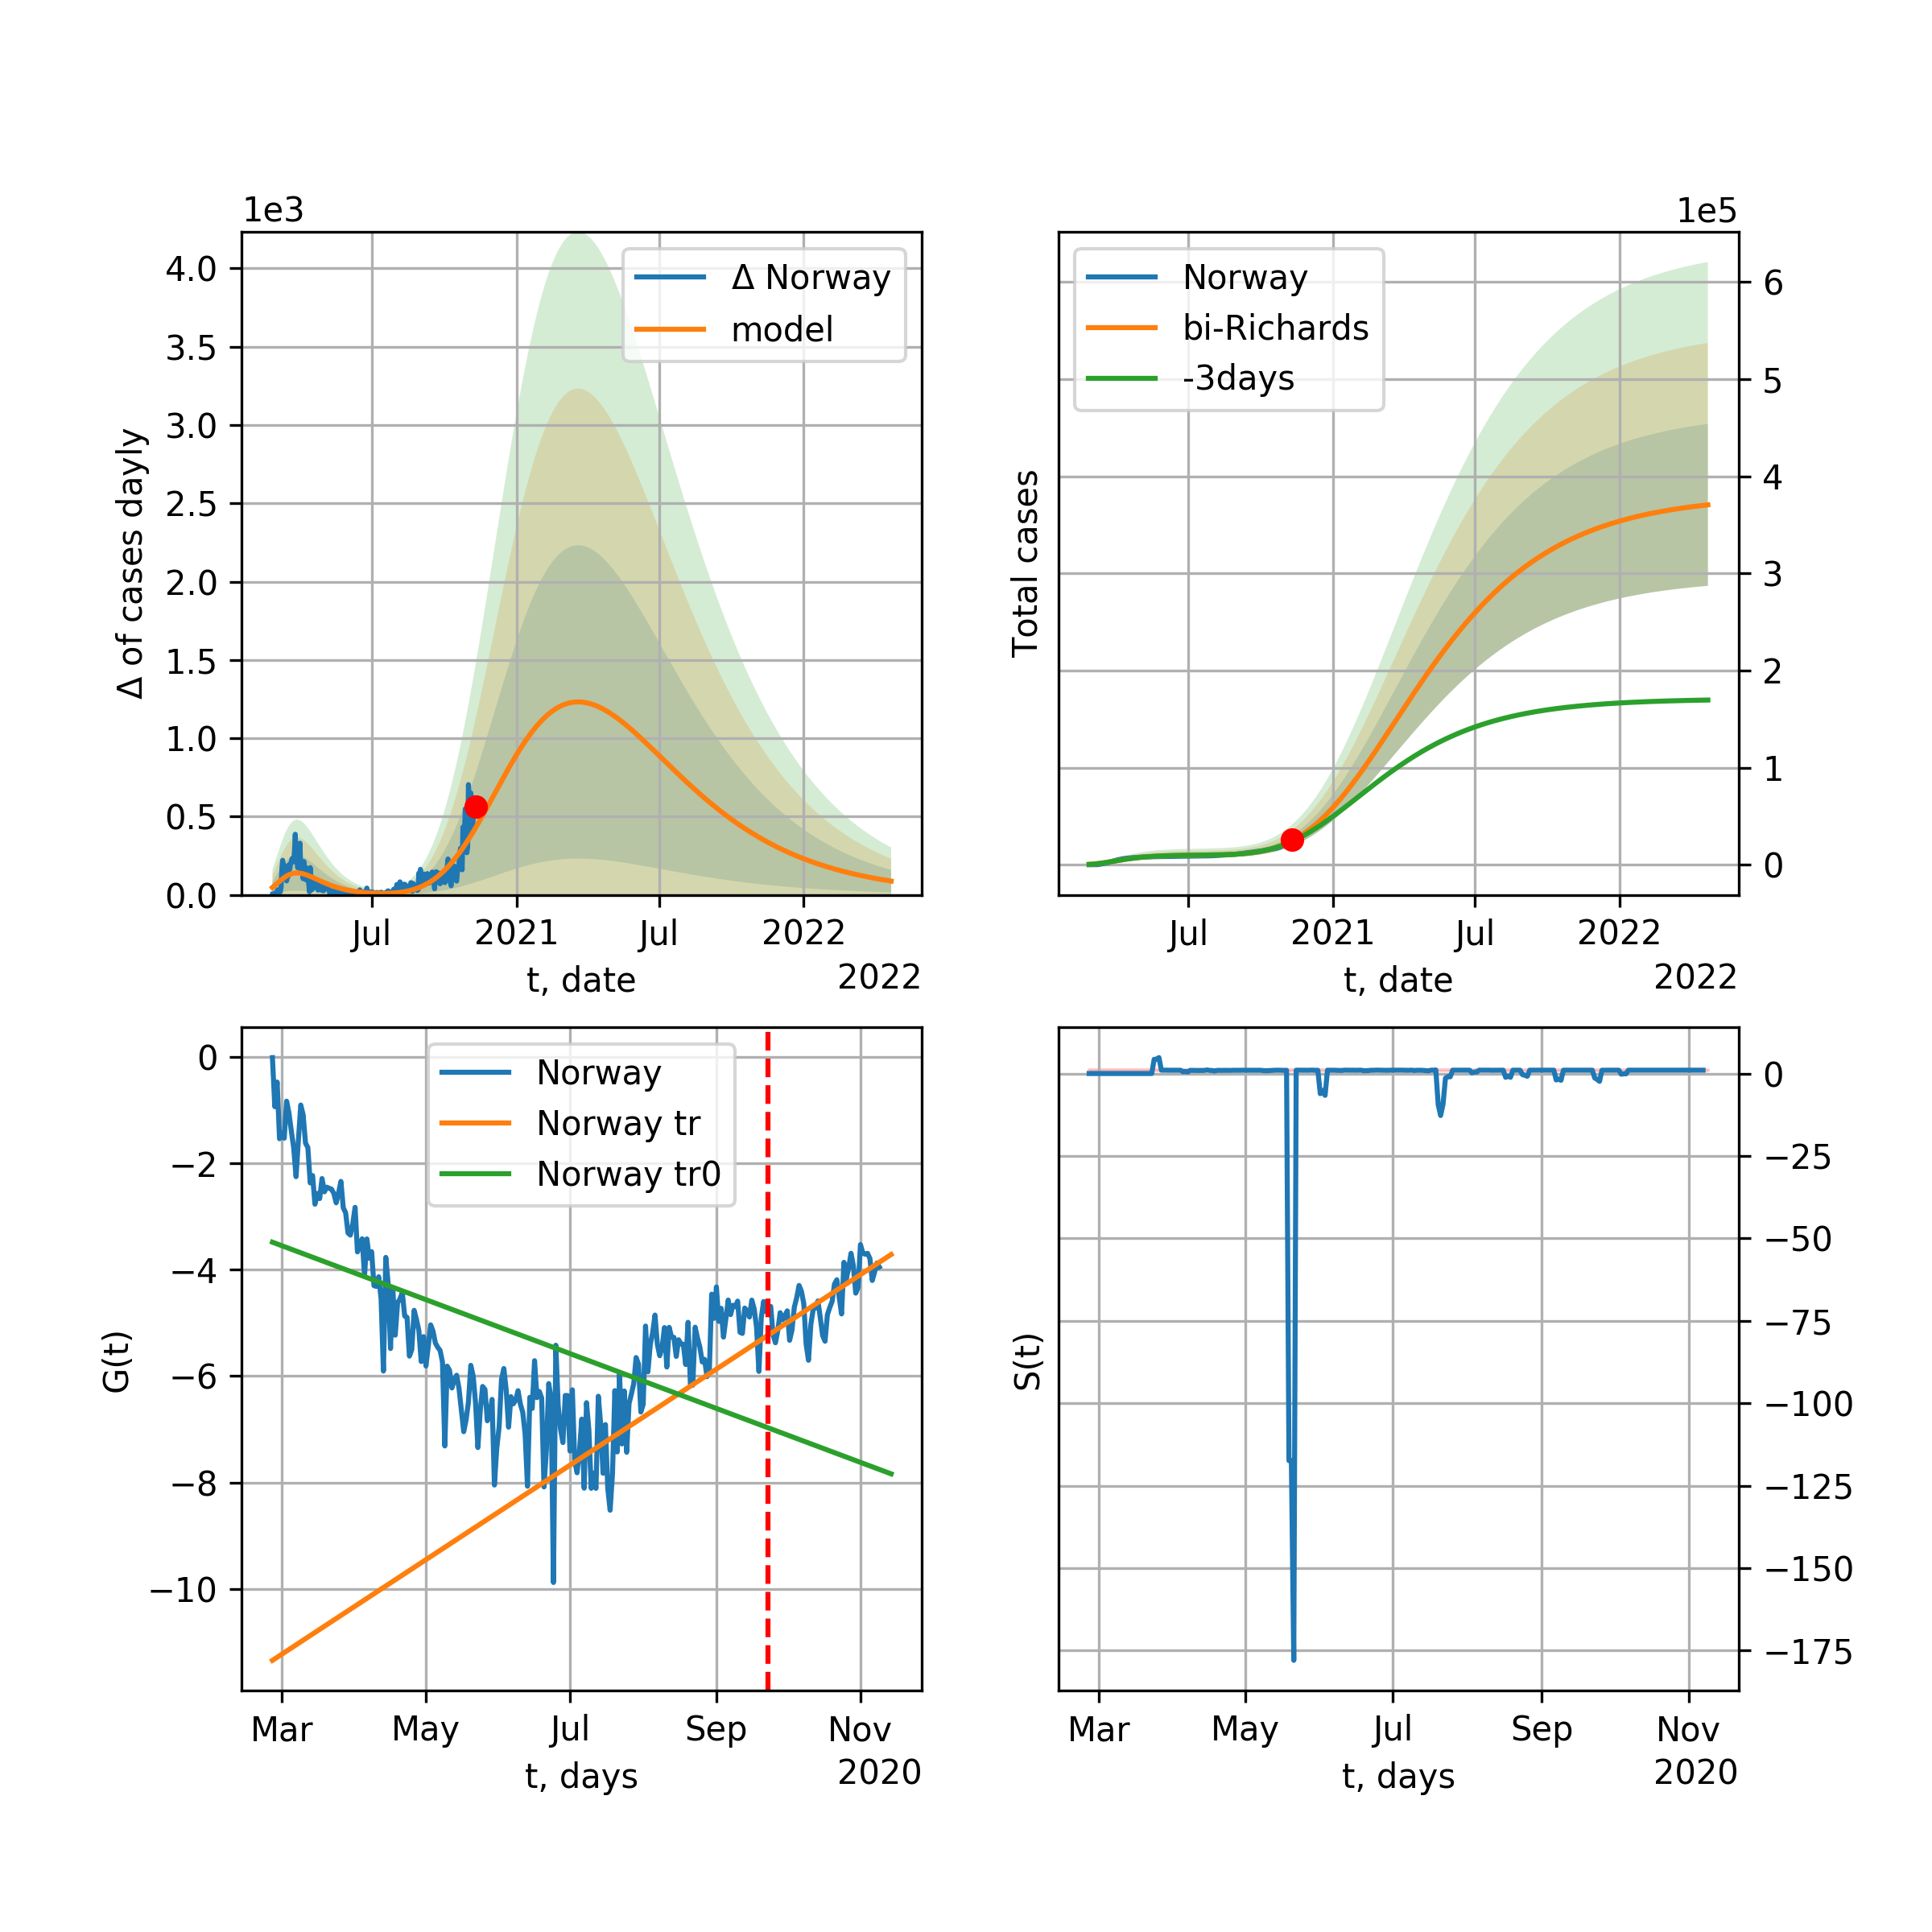 1e3
4.0
3.5
3.0
2.5
2.0
1.5
1.0
0.5
0.0
Δ of cases dayly
Δ Norway
model
Jul
2021
Jul
2022
t, date
2022
1e5
Norway
bi-Richards
-3days
6
5
4
3
2
1
0
Total cases
Jul
2021
Jul
2022
t, date
2022
0
−2
−4
−6
−8
−10
G(t)
Norway
Norway tr
Norway tr0
Mar
May
Jul
Sep
Nov
t, days
2020
0
−25
−50
−75
−100
−125
−150
−175
S(t)
Mar
May
Jul
Sep
Nov
t, days
2020